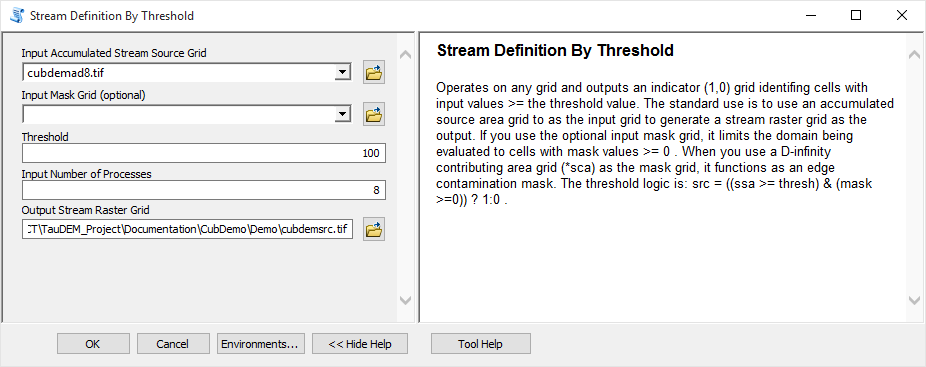 Stream Definition By Threshold
Input Accumulated Stream Source Grid
cubdemad8.tif
Input Mask Grid (optional)
Threshold
100
Input Number of Processes
8
Output Stream Raster Grid
:CT\TauDEM_Project\Documentation\CubDemo\Demo\cubdemsrc.tif
Stream Definition By Threshold
Operates on any grid and outputs an indicator (1,0) grid identifing cells with
input values >= the threshold value. The standard use is to use an accumulated
source area grid to as the input grid to generate a stream raster grid as the
output. If you use the optional input mask grid, it limits the domain being
evaluated to cells with mask values >= 0 . When you use a D-infinity
contributing area grid (*sca) as the mask grid, it functions as an edge
contamination mask. The threshold logic is: src = ((ssa >= thresh) & (mask
>=0)) ? 1:0 .
OK
Cancel
Environments...
<< Hide Help
Tool Help